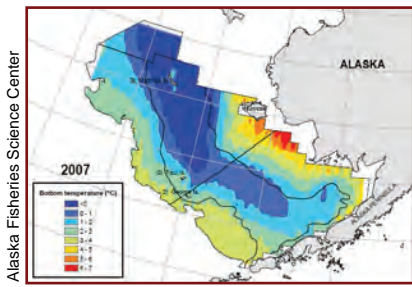 Alaska Fisheries Science Center
ALASKA
2007
Bottom temperature (°C)
<0
0 - 1
1 - 2
2 - 3
3 - 4
4 - 5
5 - 6
6 - 7